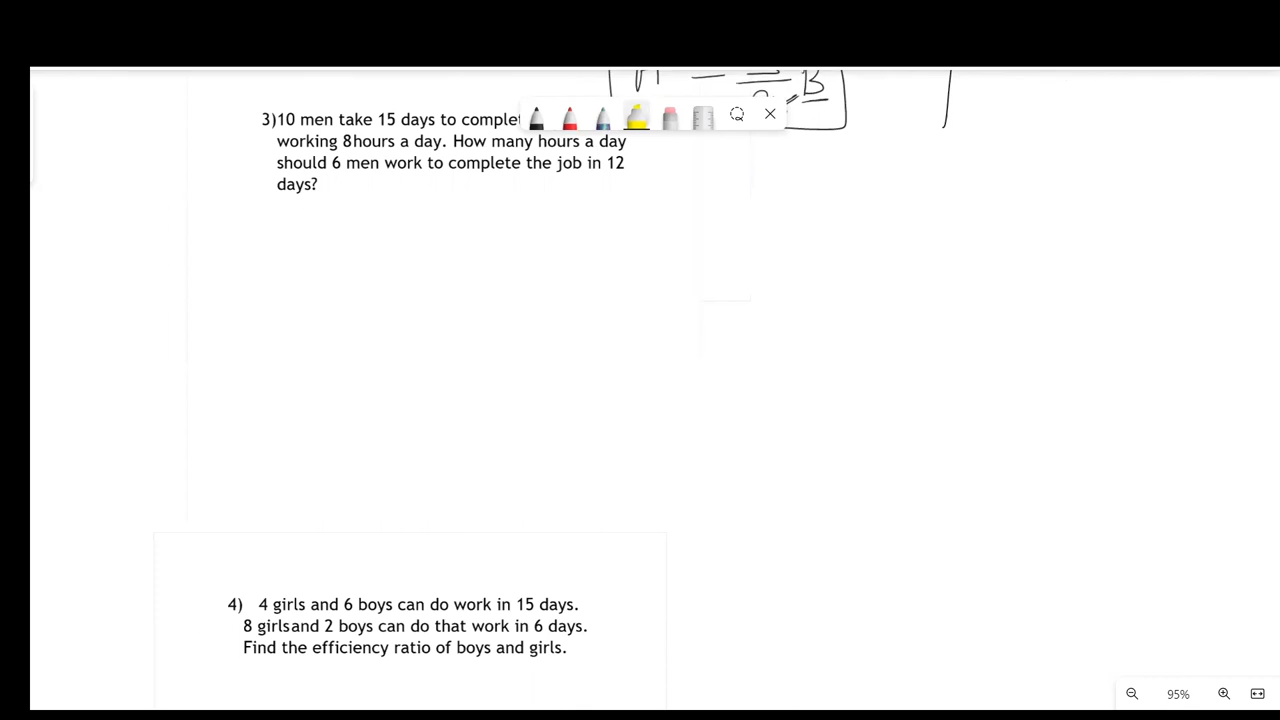 B
3)10 men take 15 days to complet
working 8hours a day. How many hours a day
should 6 men work to complete the job in 12
days?
4) 4 girls and 6 boys can do work in 15 days.
8 girlsand 2 boys can do that work in 6 days.
Find the efficiency ratio of boys and girls.
95%